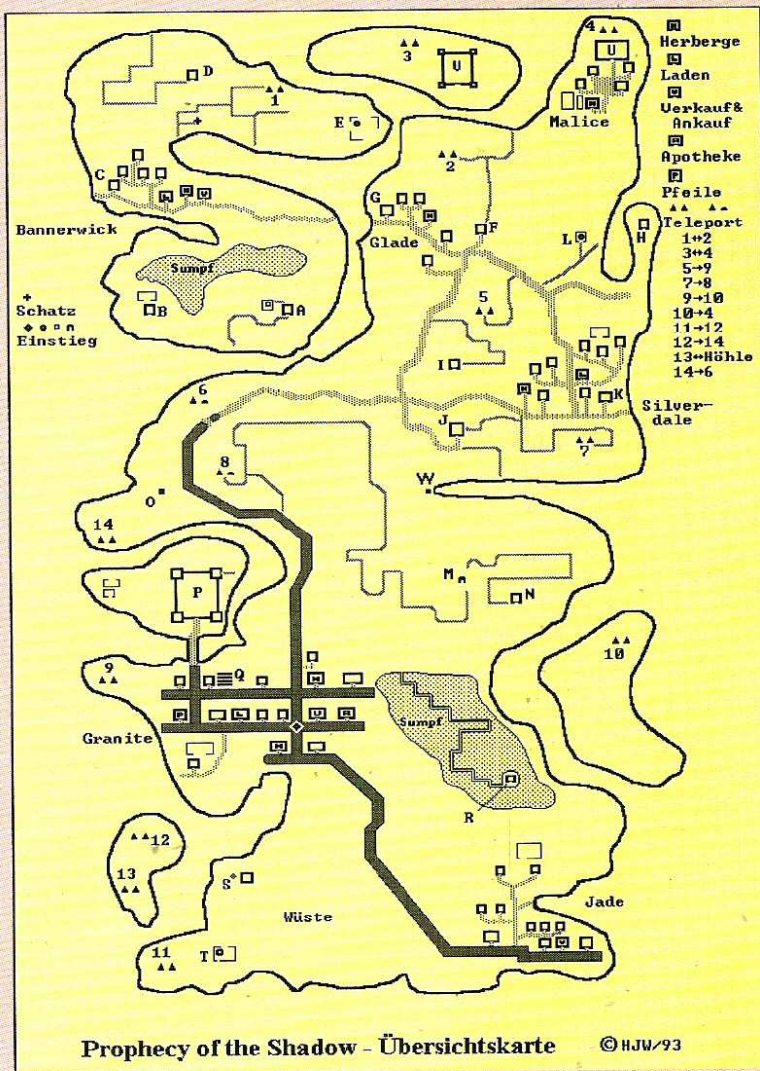 4
U
Malice
3
V
D
1
E
C
Bannerwick
2
G
F
Glade
L
H
Sumpf
B
A
5
I
J
K
7
Silver-
dale
Herberge
Laden
Verkauf&
Ankauf
Apotheke
Pfeile
Teleport
1↔2
3↔4
5→9
7→8
9→10
10→4
11→12
12→14
13↔Höhle
14→6
+
Schatz
Einstieg
6
8
W
O
14
P
M
N
9
Q
10
Granite
Sumpf
R
12
13
S
Wüste
Jade
11
T
Prophecy of the Shadow - Übersichtskarte © HJW/93